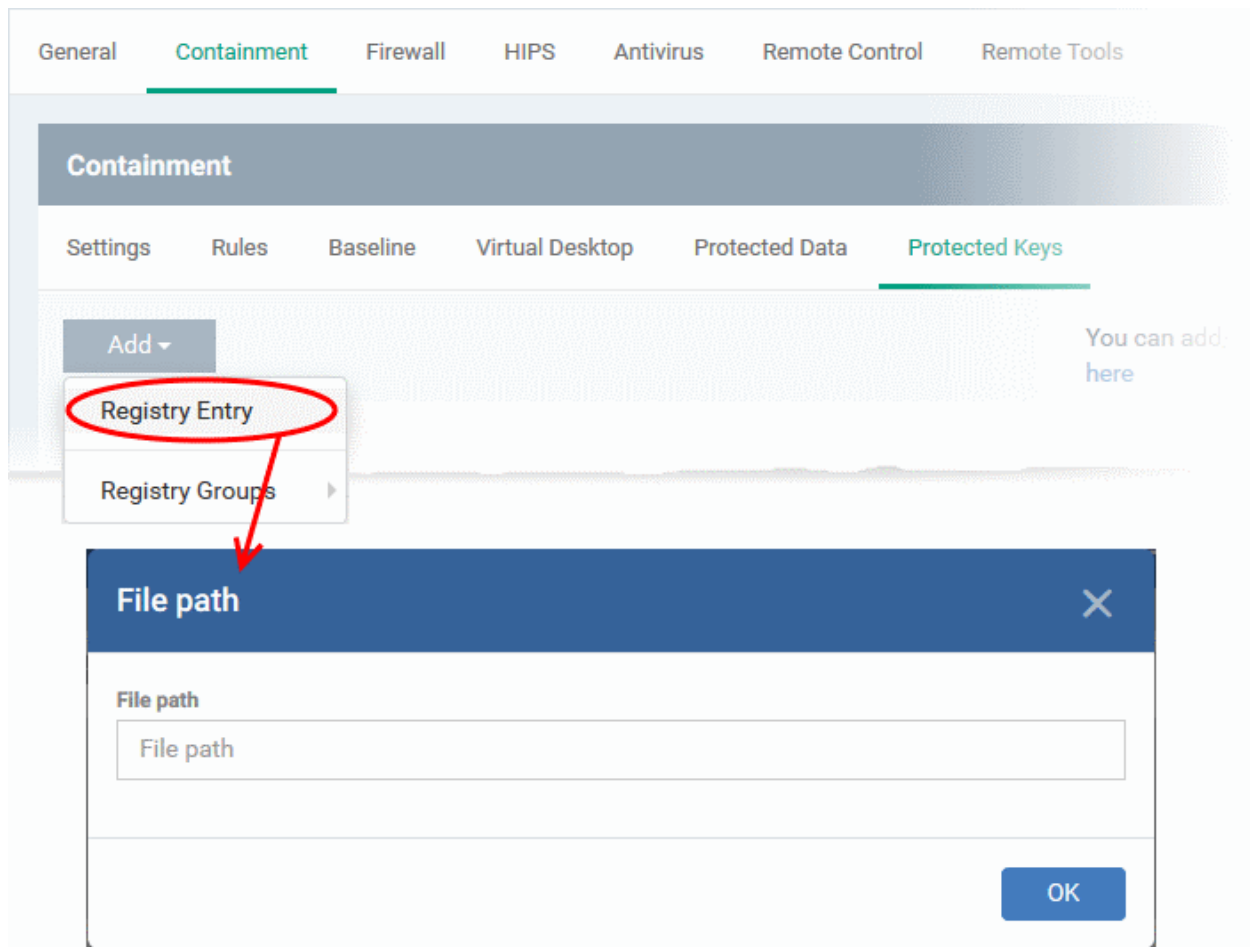 General Containment Firewall HIPS Antivirus Remote Control Remote Tools
Containment
Settings Rules Baseline Virtual Desktop Protected Data Protected Keys
Add
You can add
here
Registry Entry
Registry Groups
File path
File path
File path
OK